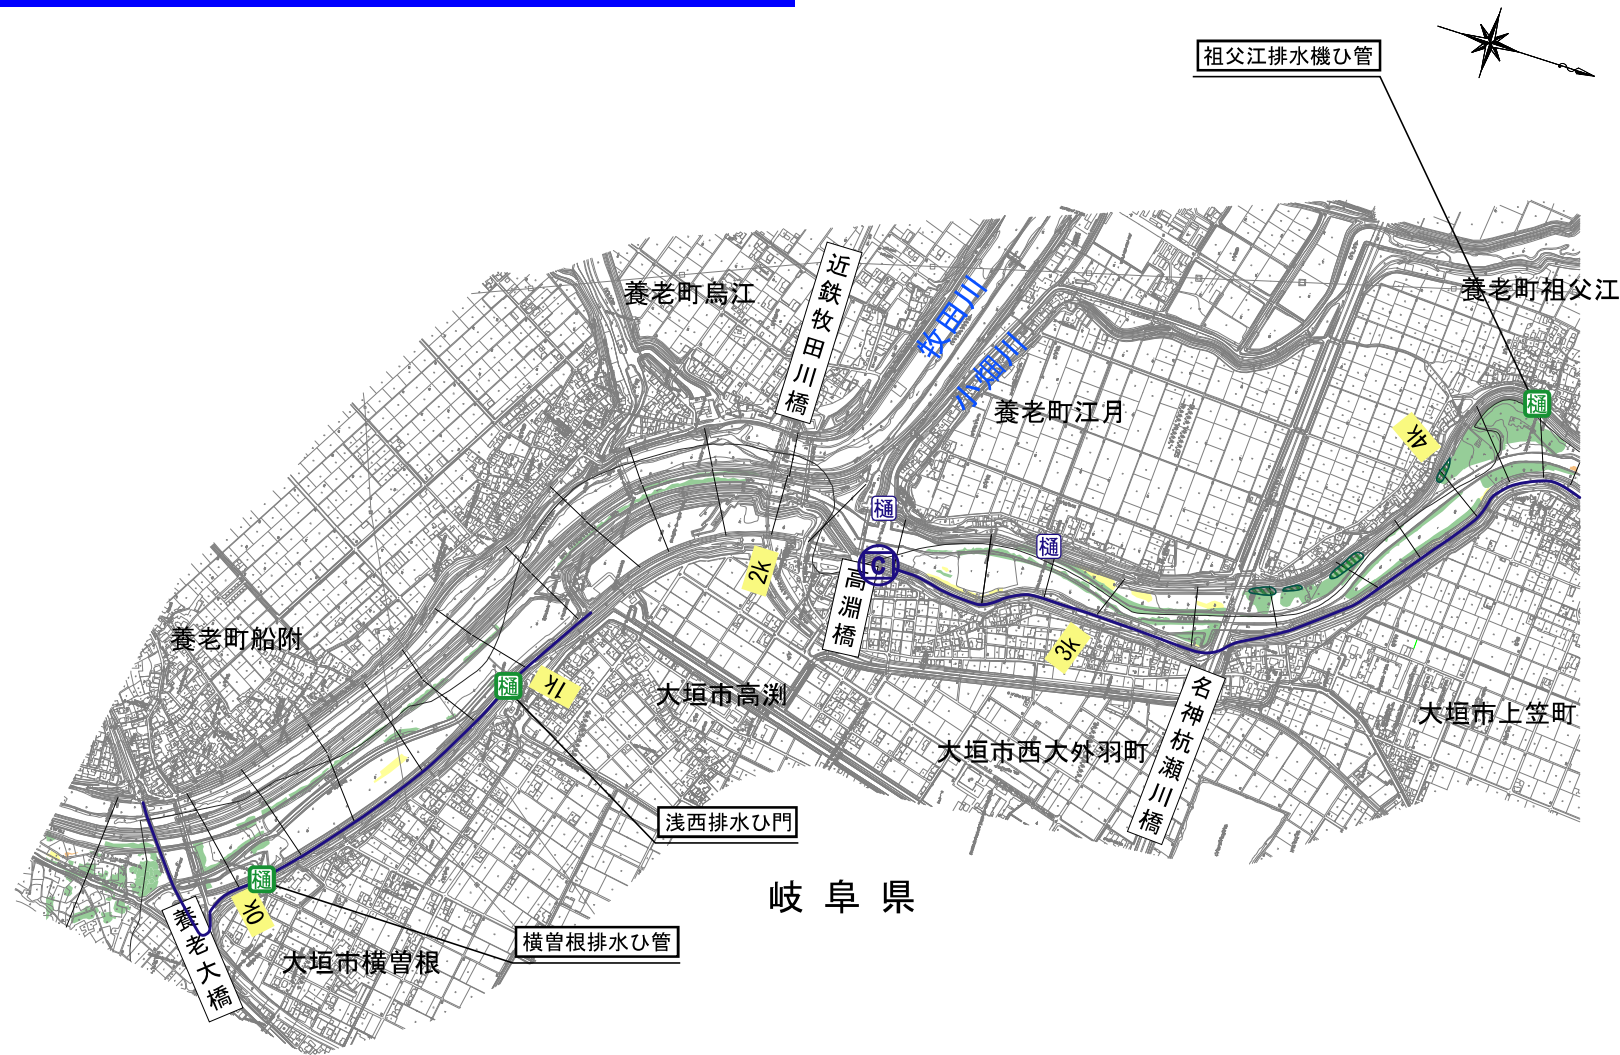 祖父江排水機ひ管
養老町烏江
近鉄牧田川橋
牧田川
小畑川
養老町祖父江
養老町江月
樋
4k
樋
樋
2k
C
高淵橋
3k
養老町船附
樋
1k
大垣市高渕
名神杭瀬川橋
大垣市上笠町
大垣市西大外羽町
浅西排水ひ門
樋
0k
岐阜県
養老大橋
横曽根排水ひ管
大垣市横曽根